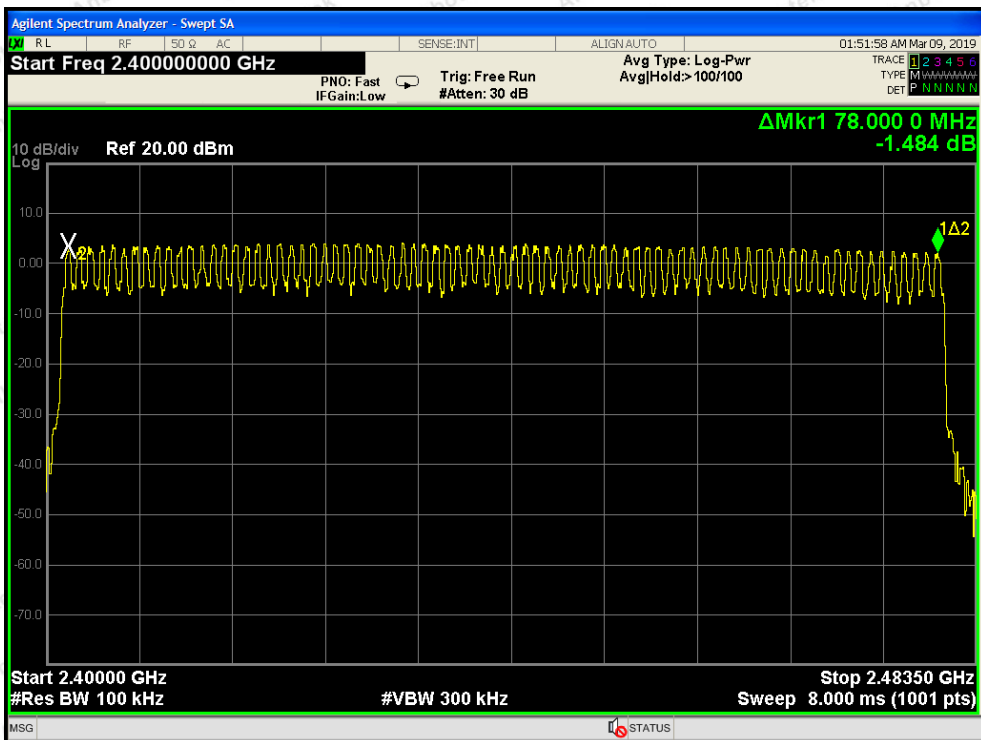 Agilent Spectrum Analyzer - Swept SA
LXI RL RF 50 Ω AC SENSE:INT ALIGN AUTO 01:51:58 AM Mar 09, 2019
Start Freq 2.400000000 GHz
PNO: Fast
IFGain:Low
Trig: Free Run
#Atten: 30 dB
Avg Type: Log-Pwr
Avg|Hold:>100/100
TRACE 1 2 3 4 5 6
TYPE MWWWWW
DET P N N N N N
ΔMkr1 78.000 0 MHz
-1.484 dB
10 dB/div Ref 20.00 dBm
Log
10.0
0.00
-10.0
-20.0
-30.0
-40.0
-50.0
-60.0
-70.0
X2
1Δ2
Start 2.40000 GHz Stop 2.48350 GHz
#Res BW 100 kHz #VBW 300 kHz Sweep 8.000 ms (1001 pts)
MSG STATUS